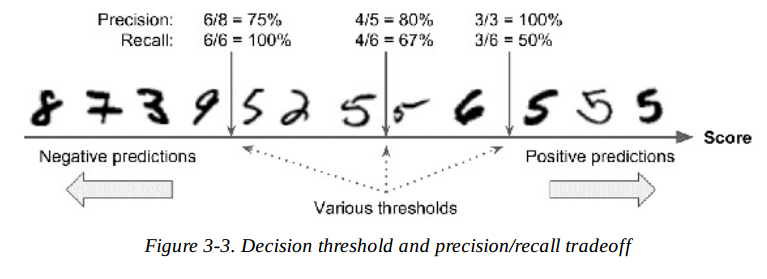 Precision: 6/8 = 75% 4/5 = 80% 3/3 = 100%
Recall: 6/6 = 100% 4/6 = 67% 3/6 = 50%
8 7 3 9 5 2 5 5 6 5 5 5
Score
Negative predictions Positive predictions
Various thresholds
Figure 3-3. Decision threshold and precision/recall tradeoff